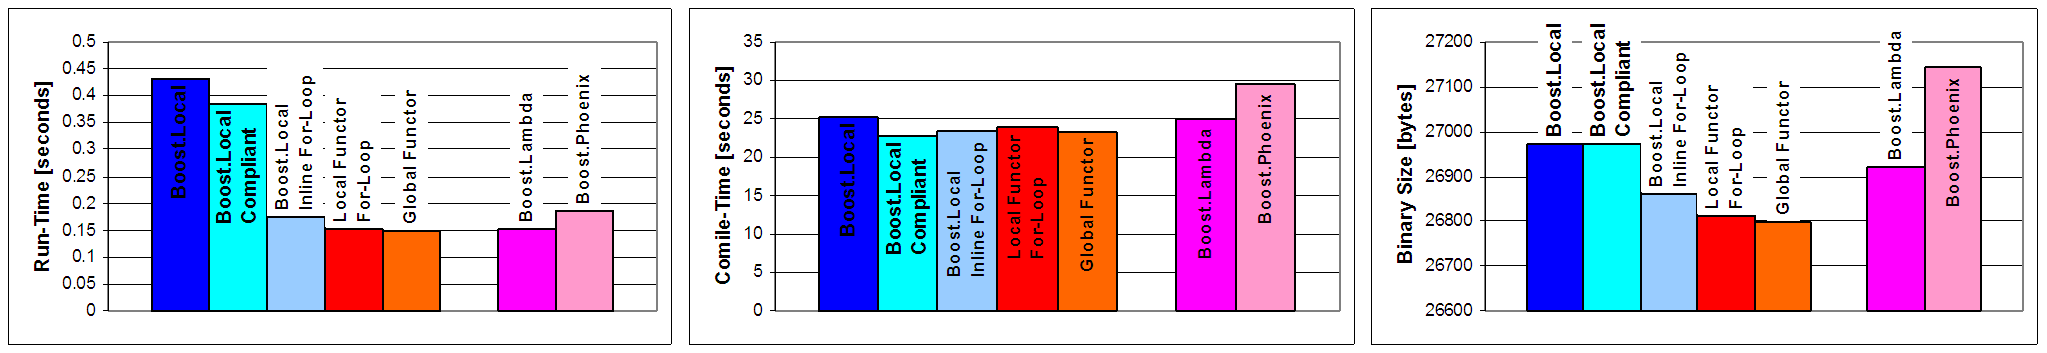 Run-Time [seconds]
0.5
0.45
0.4
0.35
0.3
0.25
0.2
0.15
0.1
0.05
0
Boost.Local
Boost.Local
Compliant
Boost.Local
Inline For-Loop
Local Functor
For-Loop
Global Functor
Boost.Lambda
Boost.Phoenix
Comile-Time [seconds]
35
30
25
20
15
10
5
0
Boost.Local
Boost.Local
Compliant
Boost.Local
Inline For-Loop
Local Functor
For-Loop
Global Functor
Boost.Lambda
Boost.Phoenix
Binary Size [bytes]
27200
27100
27000
26900
26800
26700
26600
Boost.Local
Boost.Local
Compliant
Boost.Local
Inline For-Loop
Local Functor
For-Loop
Global Functor
Boost.Lambda
Boost.Phoenix